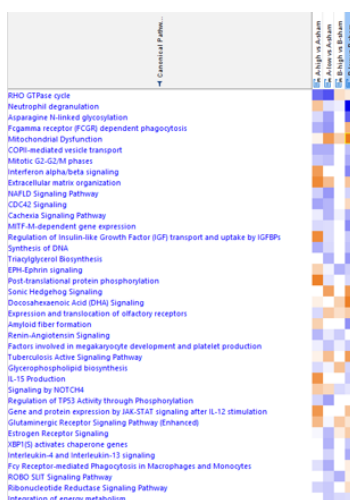 Canonical Pathw...
A-high vs A-sham
A-low vs A-sham
B-high vs B-sham
RHO GTPase cycle
Neutrophil degranulation
Asparagine N-linked glycosylation
Fcgamma receptor (FCGR) dependent phagocytosis
Mitochondrial Dysfunction
COPII-mediated vesicle transport
Mitotic G2-G2/M phases
Interferon alpha/beta signaling
Extracellular matrix organization
NAFLD Signaling Pathway
CDC42 Signaling
Cachexia Signaling Pathway
MITF-M-dependent gene expression
Regulation of Insulin-like Growth Factor (IGF) transport and uptake by IGFBPs
Synthesis of DNA
Triacylglycerol Biosynthesis
EPH-Ephrin signaling
Post-translational protein phosphorylation
Sonic Hedgehog Signaling
Docosahexaenoic Acid (DHA) Signaling
Expression and translocation of olfactory receptors
Amyloid fiber formation
Renin-Angiotensin Signaling
Factors involved in megakaryocyte development and platelet production
Tuberculosis Active Signaling Pathway
Glycerophospholipid biosynthesis
IL-15 Production
Signaling by NOTCH4
Regulation of TP53 Activity through Phosphorylation
Gene and protein expression by JAK-STAT signaling after IL-12 stimulation
Glutaminergic Receptor Signaling Pathway (Enhanced)
Estrogen Receptor Signaling
XBP1(S) activates chaperone genes
Interleukin-4 and Interleukin-13 signaling
Fcγ Receptor-mediated Phagocytosis in Macrophages and Monocytes
ROBO SLIT Signaling Pathway
Ribonucleotide Reductase Signaling Pathway
Integration of energy metabolism